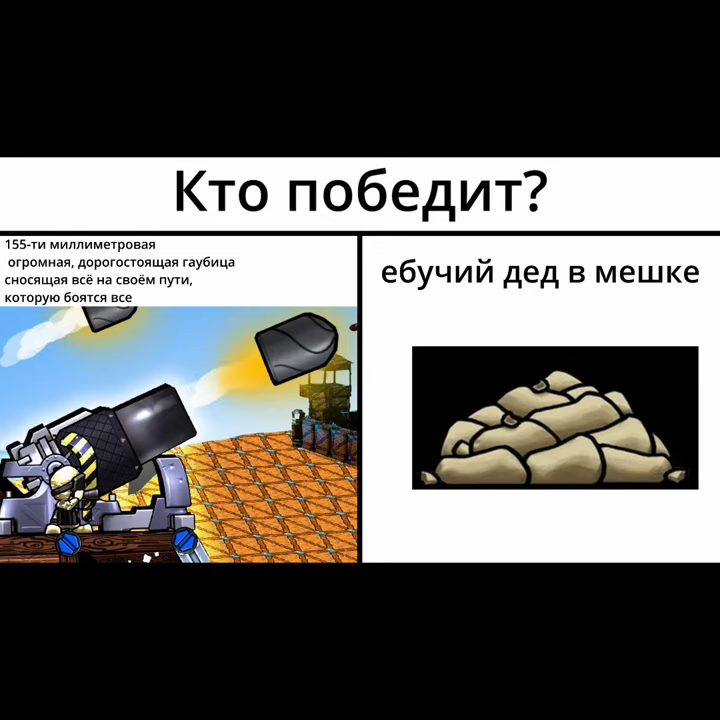 Кто победит?
155-ти миллиметровая
огромная, дорогостоящая гаубица
сносящая всё на своём пути,
которую боятся все
ебучий дед в мешке